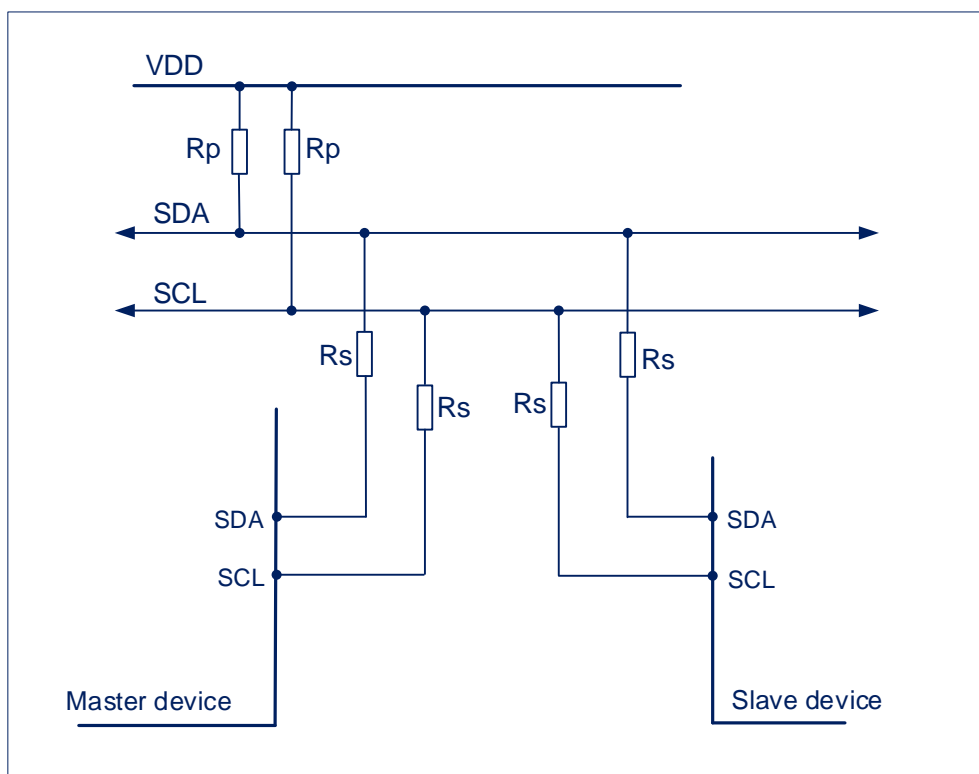 VDD
Rp
Rp
SDA
SCL
Rs
Rs
Rs
Rs
SDA
SDA
SCL
SCL
Master device
Slave device